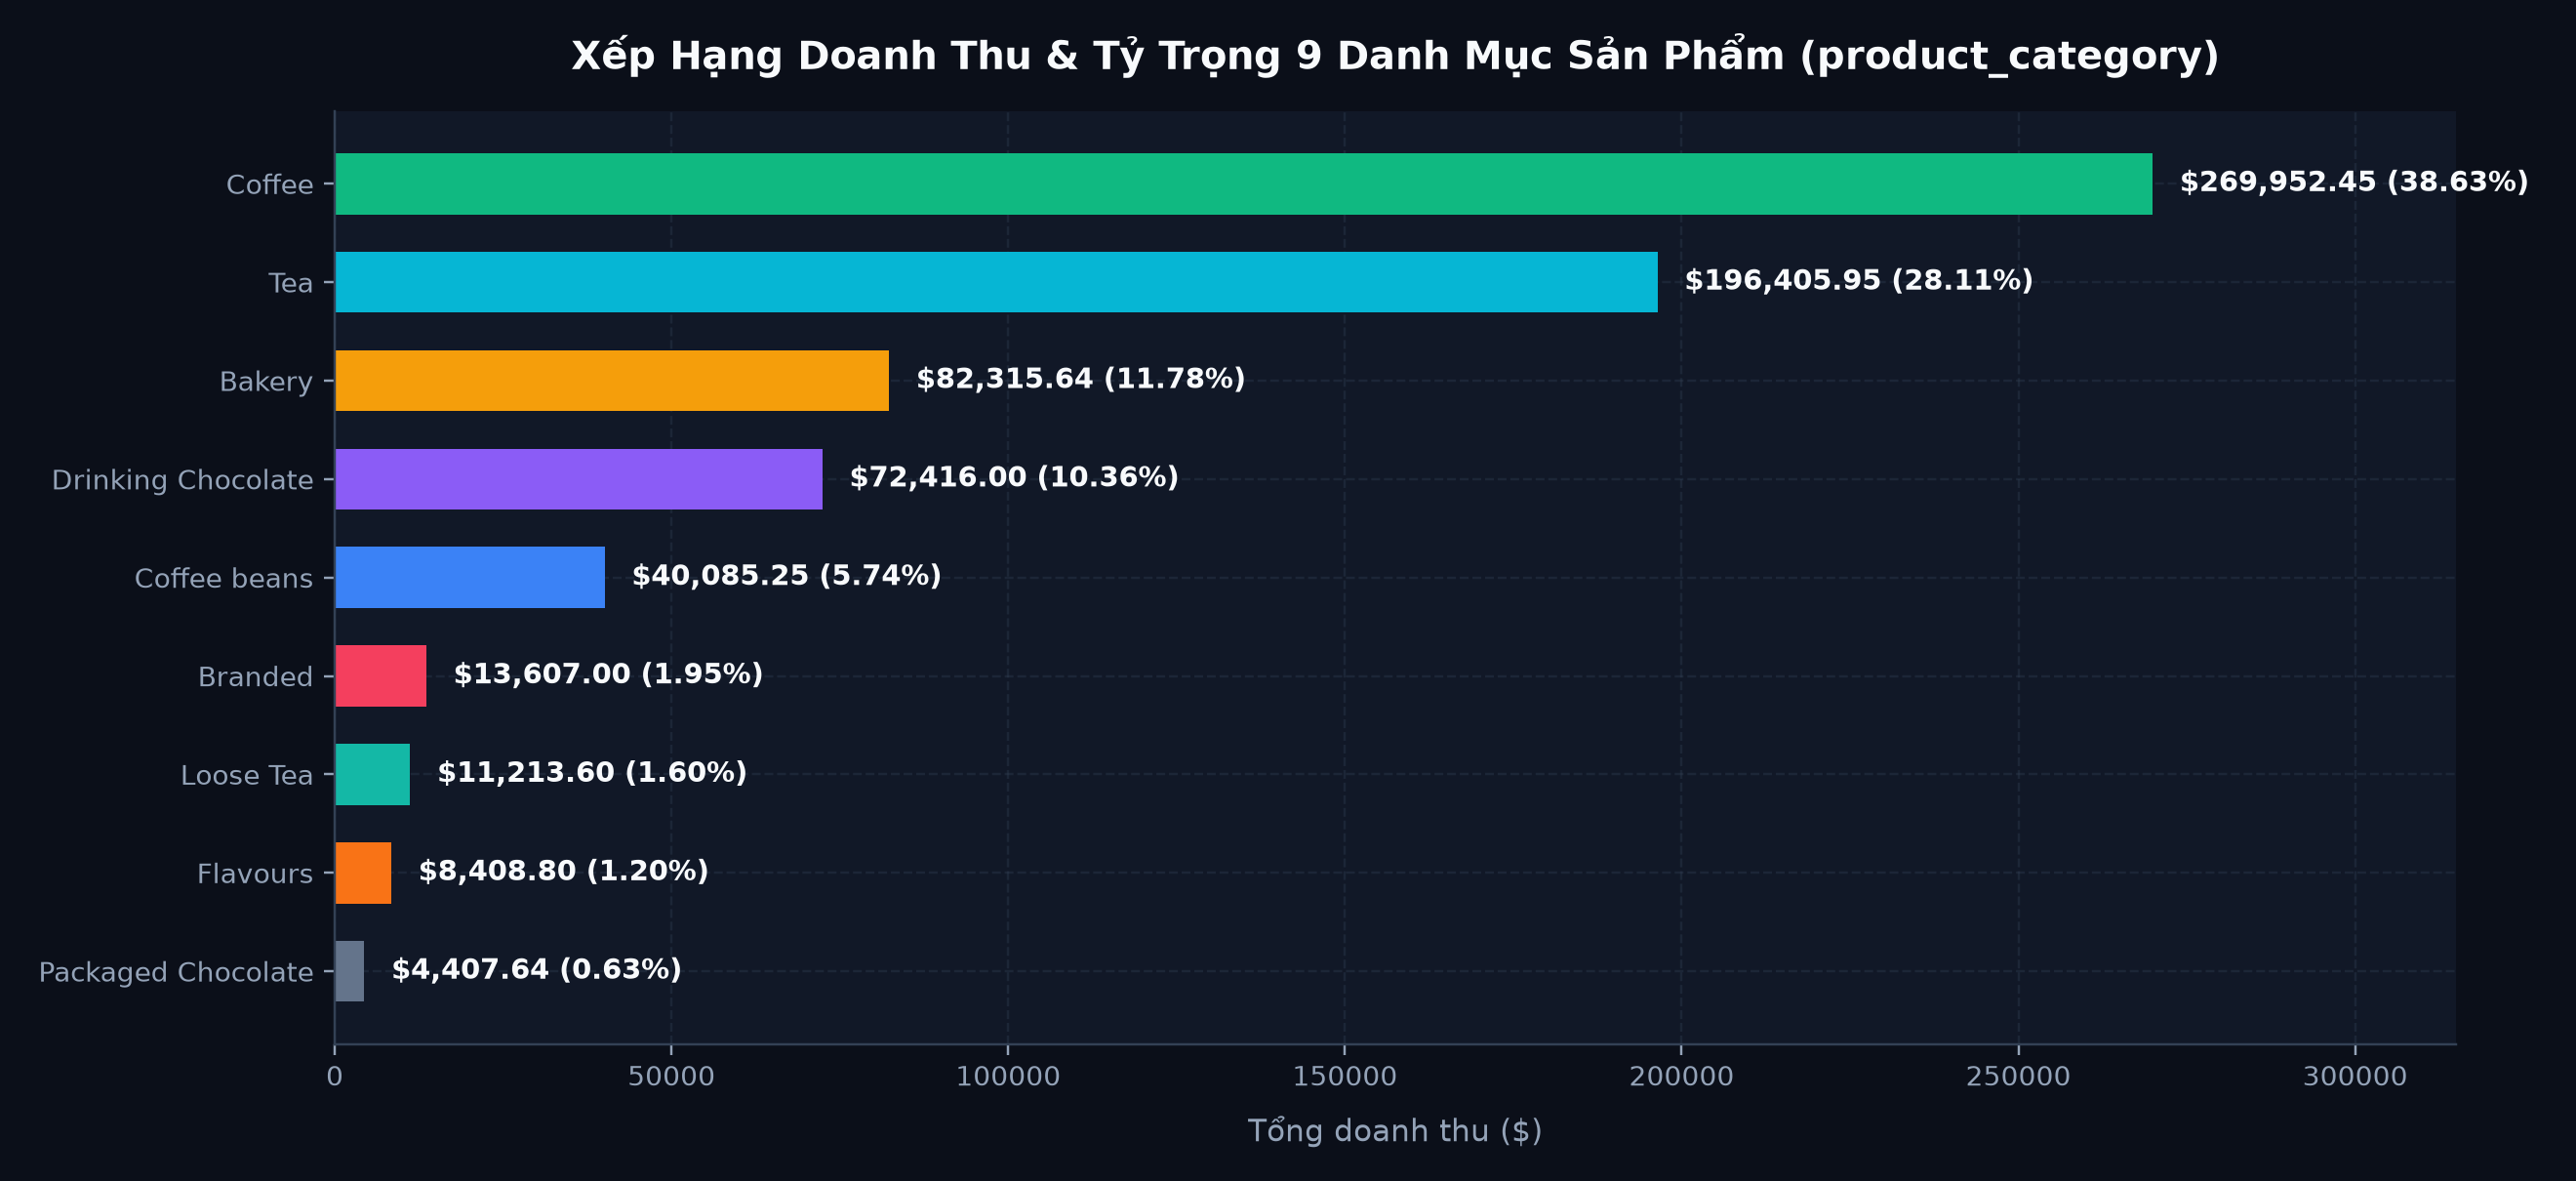 Xếp Hạng Doanh Thu & Tỷ Trọng 9 Danh Mục Sản Phẩm (product_category)
Coffee $269,952.45 (38.63%)
Tea $196,405.95 (28.11%)
Bakery $82,315.64 (11.78%)
Drinking Chocolate $72,416.00 (10.36%)
Coffee beans $40,085.25 (5.74%)
Branded $13,607.00 (1.95%)
Loose Tea $11,213.60 (1.60%)
Flavours $8,408.80 (1.20%)
Packaged Chocolate $4,407.64 (0.63%)
0 50000 100000 150000 200000 250000 300000
Tổng doanh thu ($)